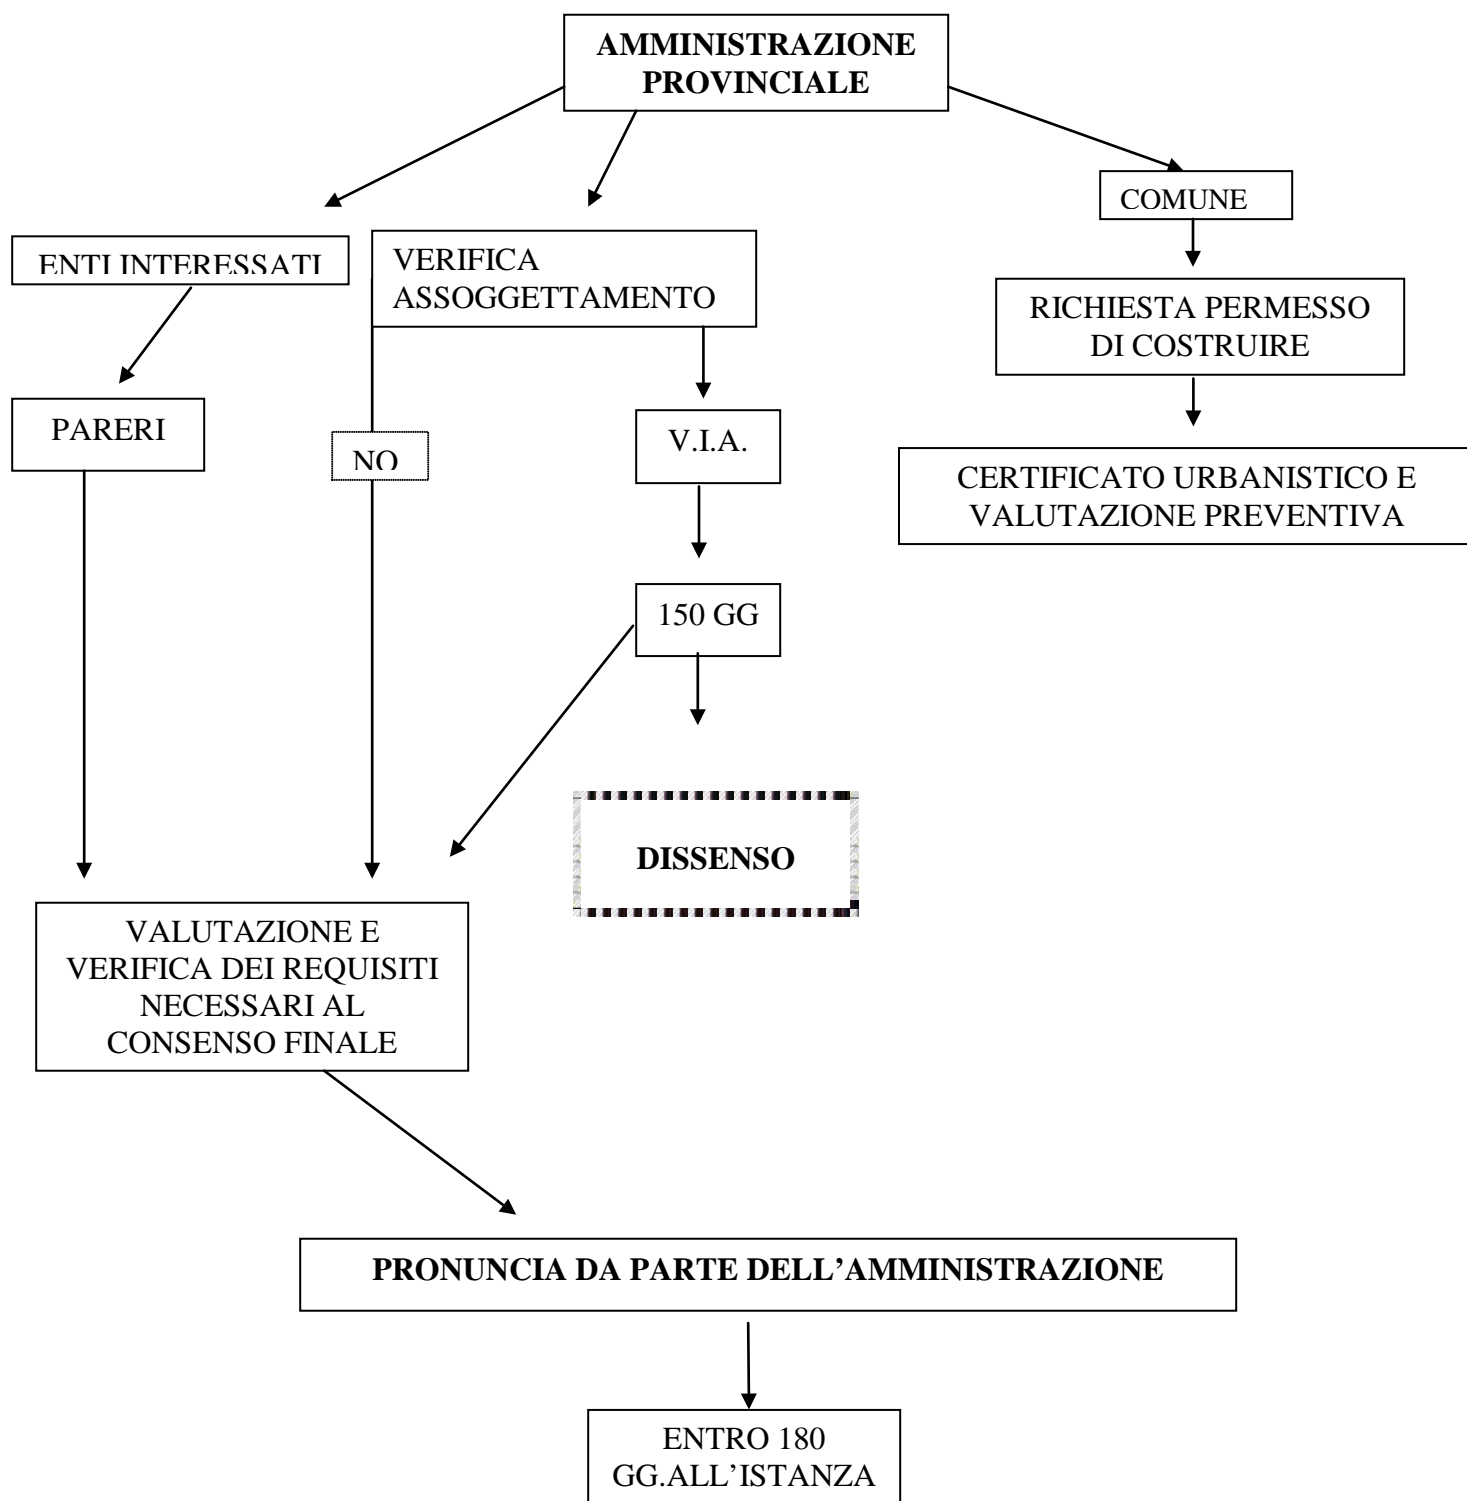 AMMINISTRAZIONE
PROVINCIALE
COMUNE
ENTI INTERESSATI
VERIFICA
ASSOGGETTAMENTO
RICHIESTA PERMESSO
DI COSTRUIRE
PARERI
NO
V.I.A.
CERTIFICATO URBANISTICO E
VALUTAZIONE PREVENTIVA
150 GG
DISSENSO
VALUTAZIONE E
VERIFICA DEI REQUISITI
NECESSARI AL
CONSENSO FINALE
PRONUNCIA DA PARTE DELL’AMMINISTRAZIONE
ENTRO 180
GG.ALL’ISTANZA